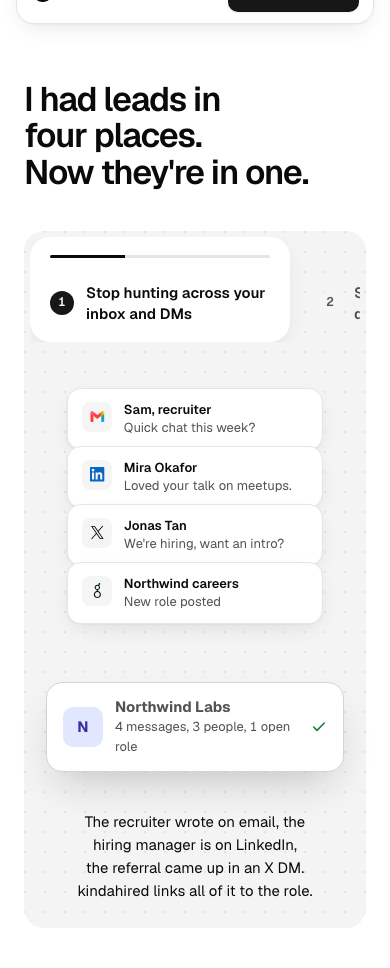 I had leads in
four places.
Now they're in one.
1
Stop hunting across your
inbox and DMs
2
Sam, recruiter
Quick chat this week?
Mira Okafor
Loved your talk on meetups.
Jonas Tan
We're hiring, want an intro?
Northwind careers
New role posted
N
Northwind Labs
4 messages, 3 people, 1 open
role
The recruiter wrote on email, the
hiring manager is on LinkedIn,
the referral came up in an X DM.
kindahired links all of it to the role.